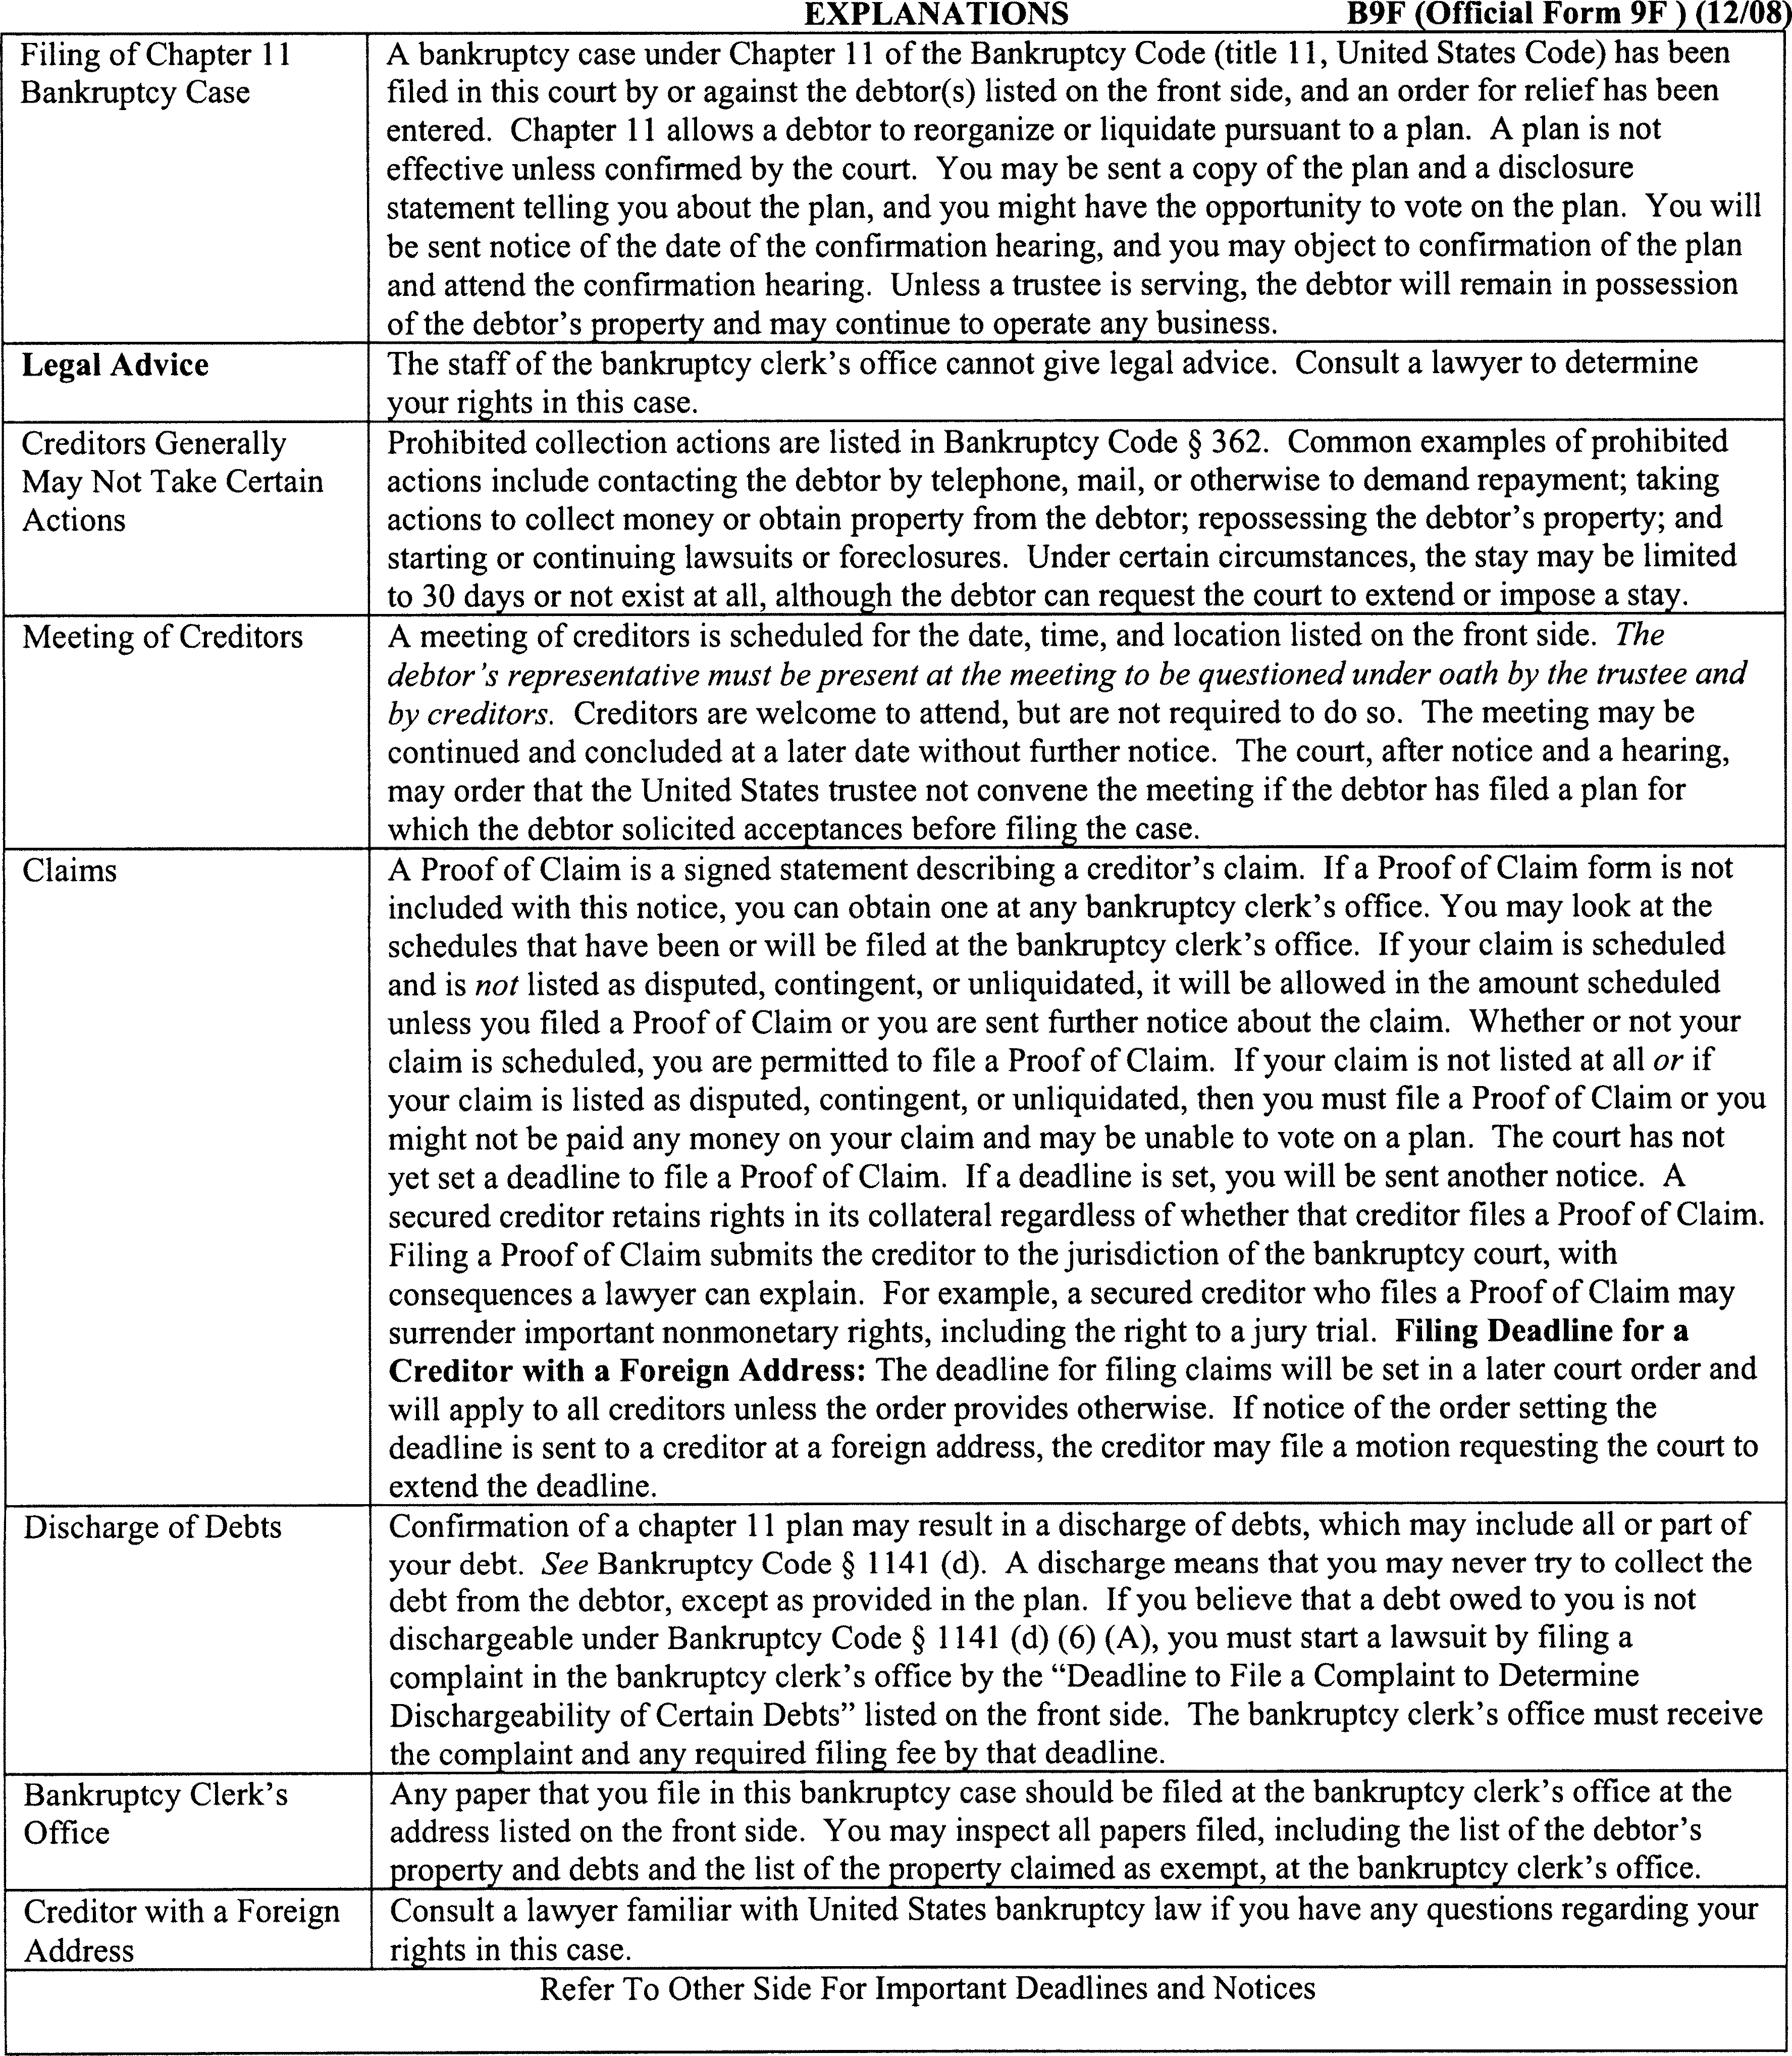 EXPLANATIONS B9F (Official Form 9F ) (12/08)
Filing of Chapter 11
Bankruptcy Case
A bankruptcy case under Chapter 11 of the Bankruptcy Code (title 11, United States Code) has been
filed in this court by or against the debtor(s) listed on the front side, and an order for relief has been
entered. Chapter 11 allows a debtor to reorganize or liquidate pursuant to a plan. A plan is not
effective unless confirmed by the court. You may be sent a copy of the plan and a disclosure
statement telling you about the plan, and you might have the opportunity to vote on the plan. You will
be sent notice of the date of the confirmation hearing, and you may object to confirmation of the plan
and attend the confirmation hearing. Unless a trustee is serving, the debtor will remain in possession
of the debtor's property and may continue to operate any business.
Legal Advice
The staff of the bankruptcy clerk's office cannot give legal advice. Consult a lawyer to determine
your rights in this case.
Creditors Generally
May Not Take Certain
Actions
Prohibited collection actions are listed in Bankruptcy Code § 362. Common examples of prohibited
actions include contacting the debtor by telephone, mail, or otherwise to demand repayment; taking
actions to collect money or obtain property from the debtor; repossessing the debtor's property; and
starting or continuing lawsuits or foreclosures. Under certain circumstances, the stay may be limited
to 30 days or not exist at all, although the debtor can request the court to extend or impose a stay.
Meeting of Creditors
A meeting of creditors is scheduled for the date, time, and location listed on the front side. The
debtor's representative must be present at the meeting to be questioned under oath by the trustee and
by creditors. Creditors are welcome to attend, but are not required to do so. The meeting may be
continued and concluded at a later date without further notice. The court, after notice and a hearing,
may order that the United States trustee not convene the meeting if the debtor has filed a plan for
which the debtor solicited acceptances before filing the case.
Claims
A Proof of Claim is a signed statement describing a creditor's claim. If a Proof of Claim form is not
included with this notice, you can obtain one at any bankruptcy clerk's office. You may look at the
schedules that have been or will be filed at the bankruptcy clerk's office. If your claim is scheduled
and is not listed as disputed, contingent, or unliquidated, it will be allowed in the amount scheduled
unless you filed a Proof of Claim or you are sent further notice about the claim. Whether or not your
claim is scheduled, you are permitted to file a Proof of Claim. If your claim is not listed at all or if
your claim is listed as disputed, contingent, or unliquidated, then you must file a Proof of Claim or you
might not be paid any money on your claim and may be unable to vote on a plan. The court has not
yet set a deadline to file a Proof of Claim. If a deadline is set, you will be sent another notice. A
secured creditor retains rights in its collateral regardless of whether that creditor files a Proof of Claim.
Filing a Proof of Claim submits the creditor to the jurisdiction of the bankruptcy court, with
consequences a lawyer can explain. For example, a secured creditor who files a Proof of Claim may
surrender important nonmonetary rights, including the right to a jury trial. Filing Deadline for a
Creditor with a Foreign Address: The deadline for filing claims will be set in a later court order and
will apply to all creditors unless the order provides otherwise. If notice of the order setting the
deadline is sent to a creditor at a foreign address, the creditor may file a motion requesting the court to
extend the deadline.
Discharge of Debts
Confirmation of a chapter 11 plan may result in a discharge of debts, which may include all or part of
your debt. See Bankruptcy Code § 1141 (d). A discharge means that you may never try to collect the
debt from the debtor, except as provided in the plan. If you believe that a debt owed to you is not
dischargeable under Bankruptcy Code § 1141 (d) (6) (A), you must start a lawsuit by filing a
complaint in the bankruptcy clerk's office by the “Deadline to File a Complaint to Determine
Dischargeability of Certain Debts” listed on the front side. The bankruptcy clerk's office must receive
the complaint and any required filing fee by that deadline.
Bankruptcy Clerk's
Office
Any paper that you file in this bankruptcy case should be filed at the bankruptcy clerk's office at the
address listed on the front side. You may inspect all papers filed, including the list of the debtor's
property and debts and the list of the property claimed as exempt, at the bankruptcy clerk's office.
Creditor with a Foreign
Address
Consult a lawyer familiar with United States bankruptcy law if you have any questions regarding your
rights in this case.
Refer To Other Side For Important Deadlines and Notices